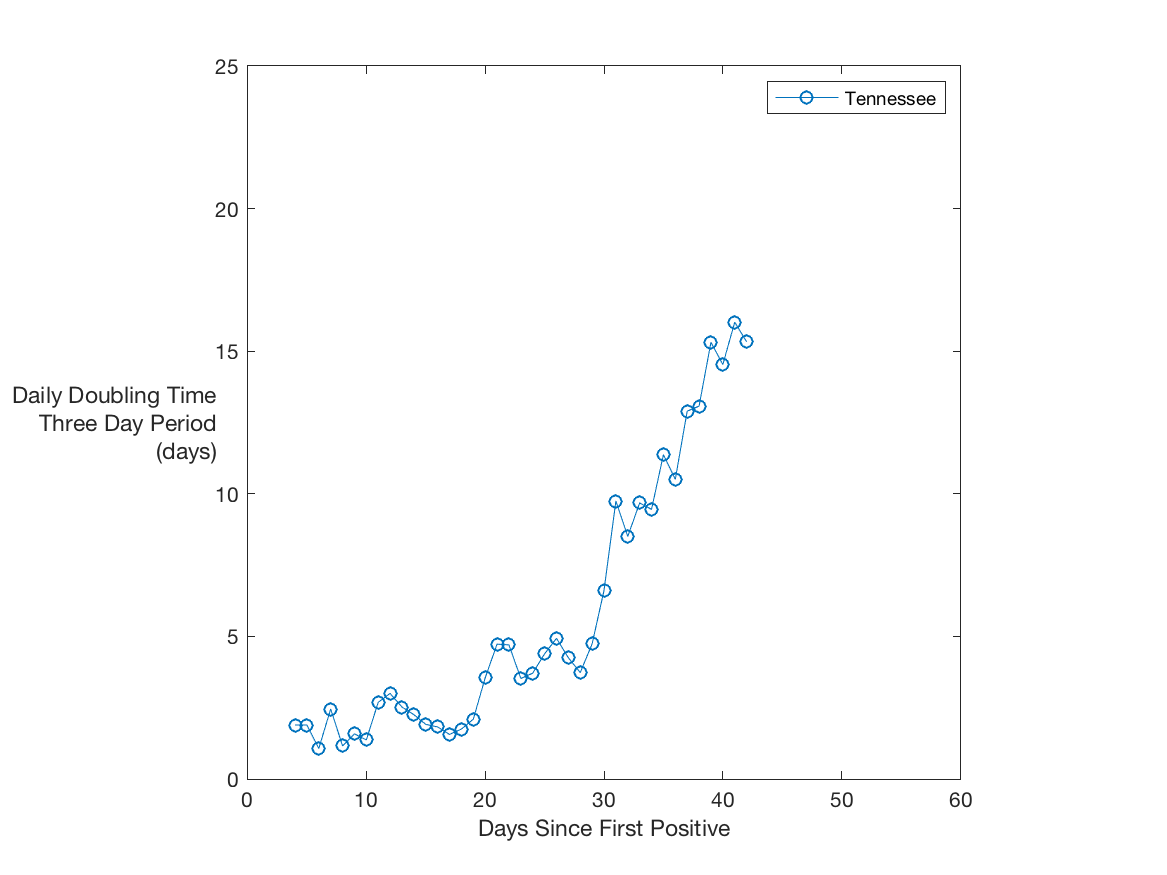 25
Tennessee
20
15
Daily Doubling Time
Three Day Period
(days)
10
5
0
0 10 20 30 40 50 60
Days Since First Positive